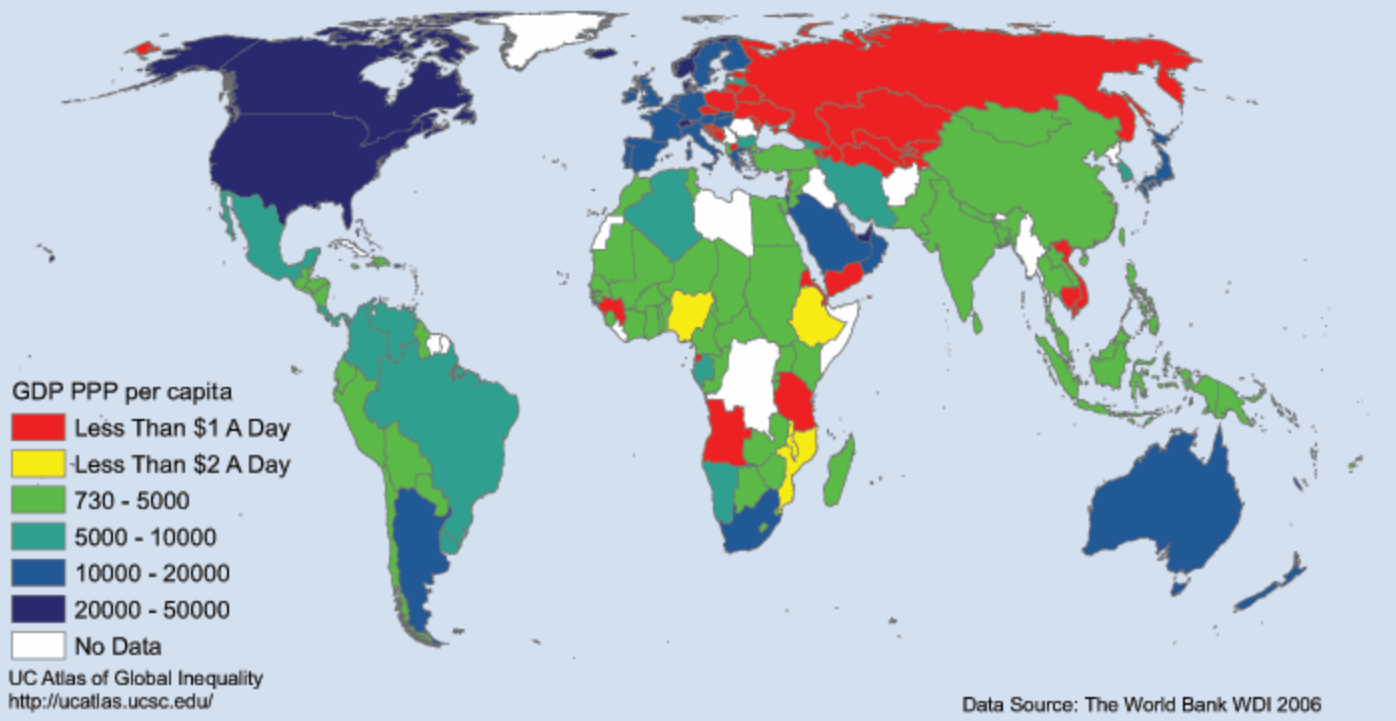 GDP PPP per capita
Less Than $1 A Day
Less Than $2 A Day
730 - 5000
5000 - 10000
10000 - 20000
20000 - 50000
No Data
UC Atlas of Global Inequality
http://ucatlas.ucsc.edu/
Data Source: The World Bank WDI 2006